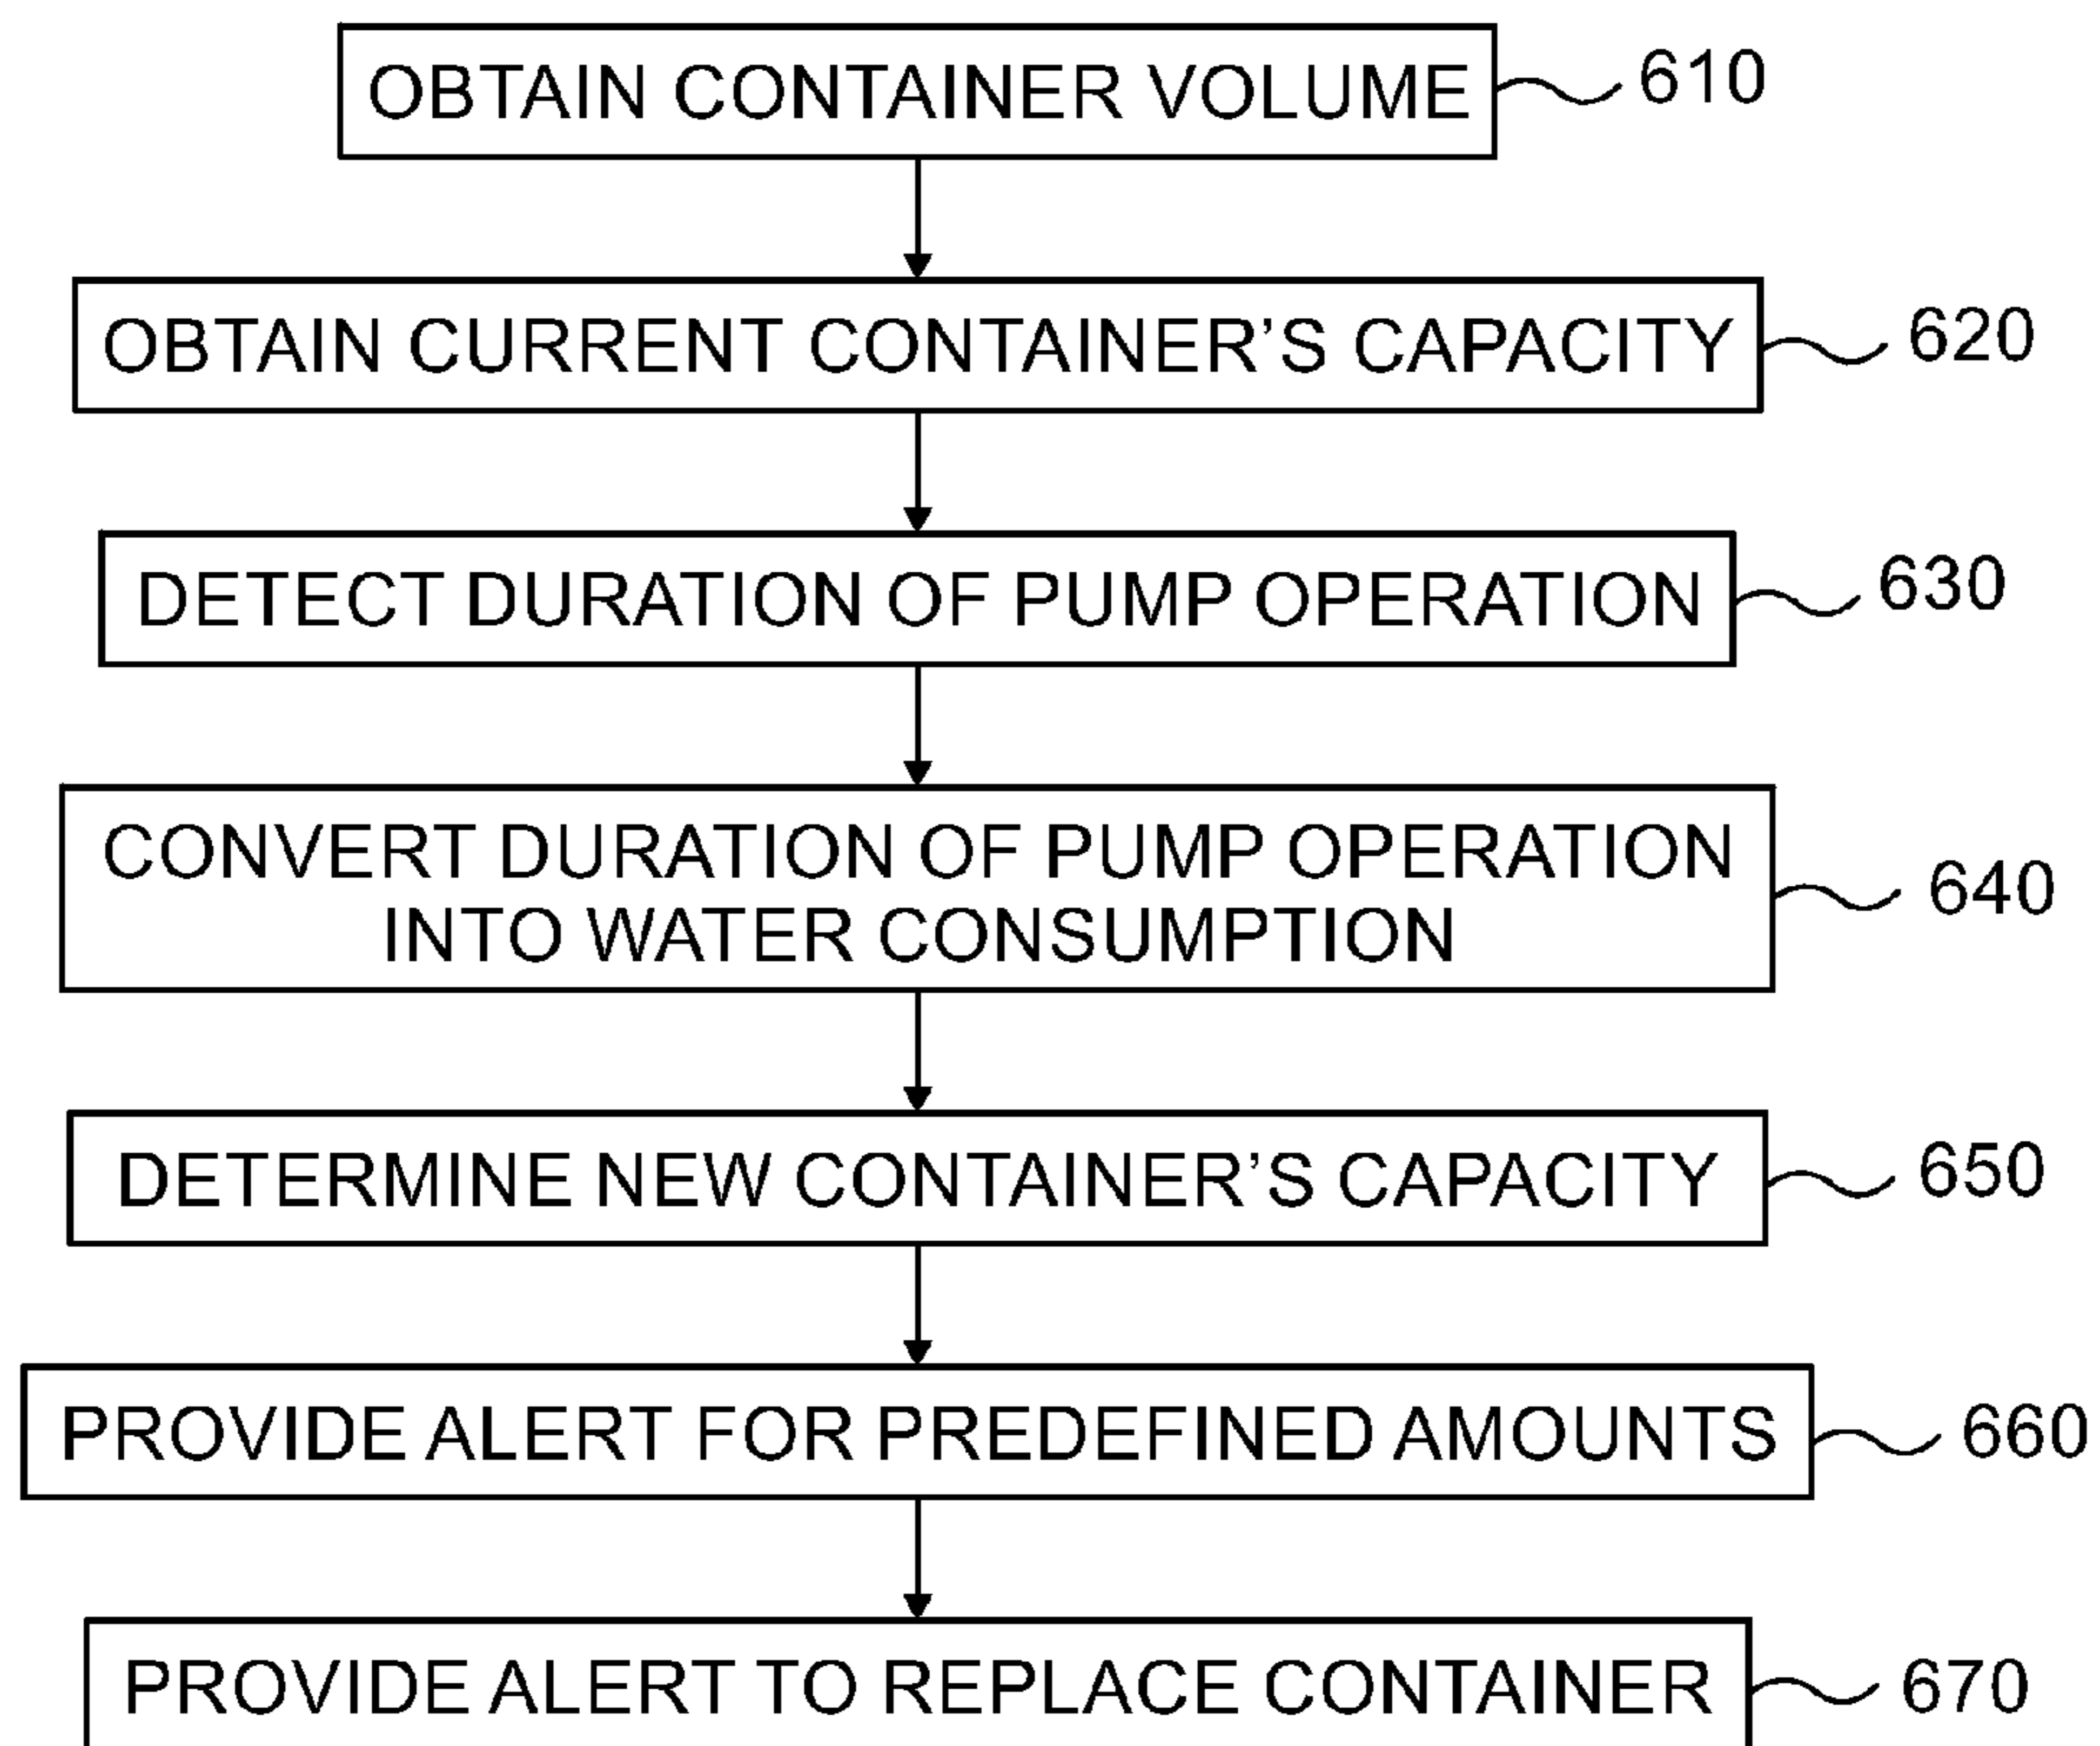 OBTAIN CONTAINER VOLUME 610
OBTAIN CURRENT CONTAINER’S CAPACITY 620
DETECT DURATION OF PUMP OPERATION 630
CONVERT DURATION OF PUMP OPERATION
INTO WATER CONSUMPTION 640
DETERMINE NEW CONTAINER’S CAPACITY 650
PROVIDE ALERT FOR PREDEFINED AMOUNTS 660
PROVIDE ALERT TO REPLACE CONTAINER 670